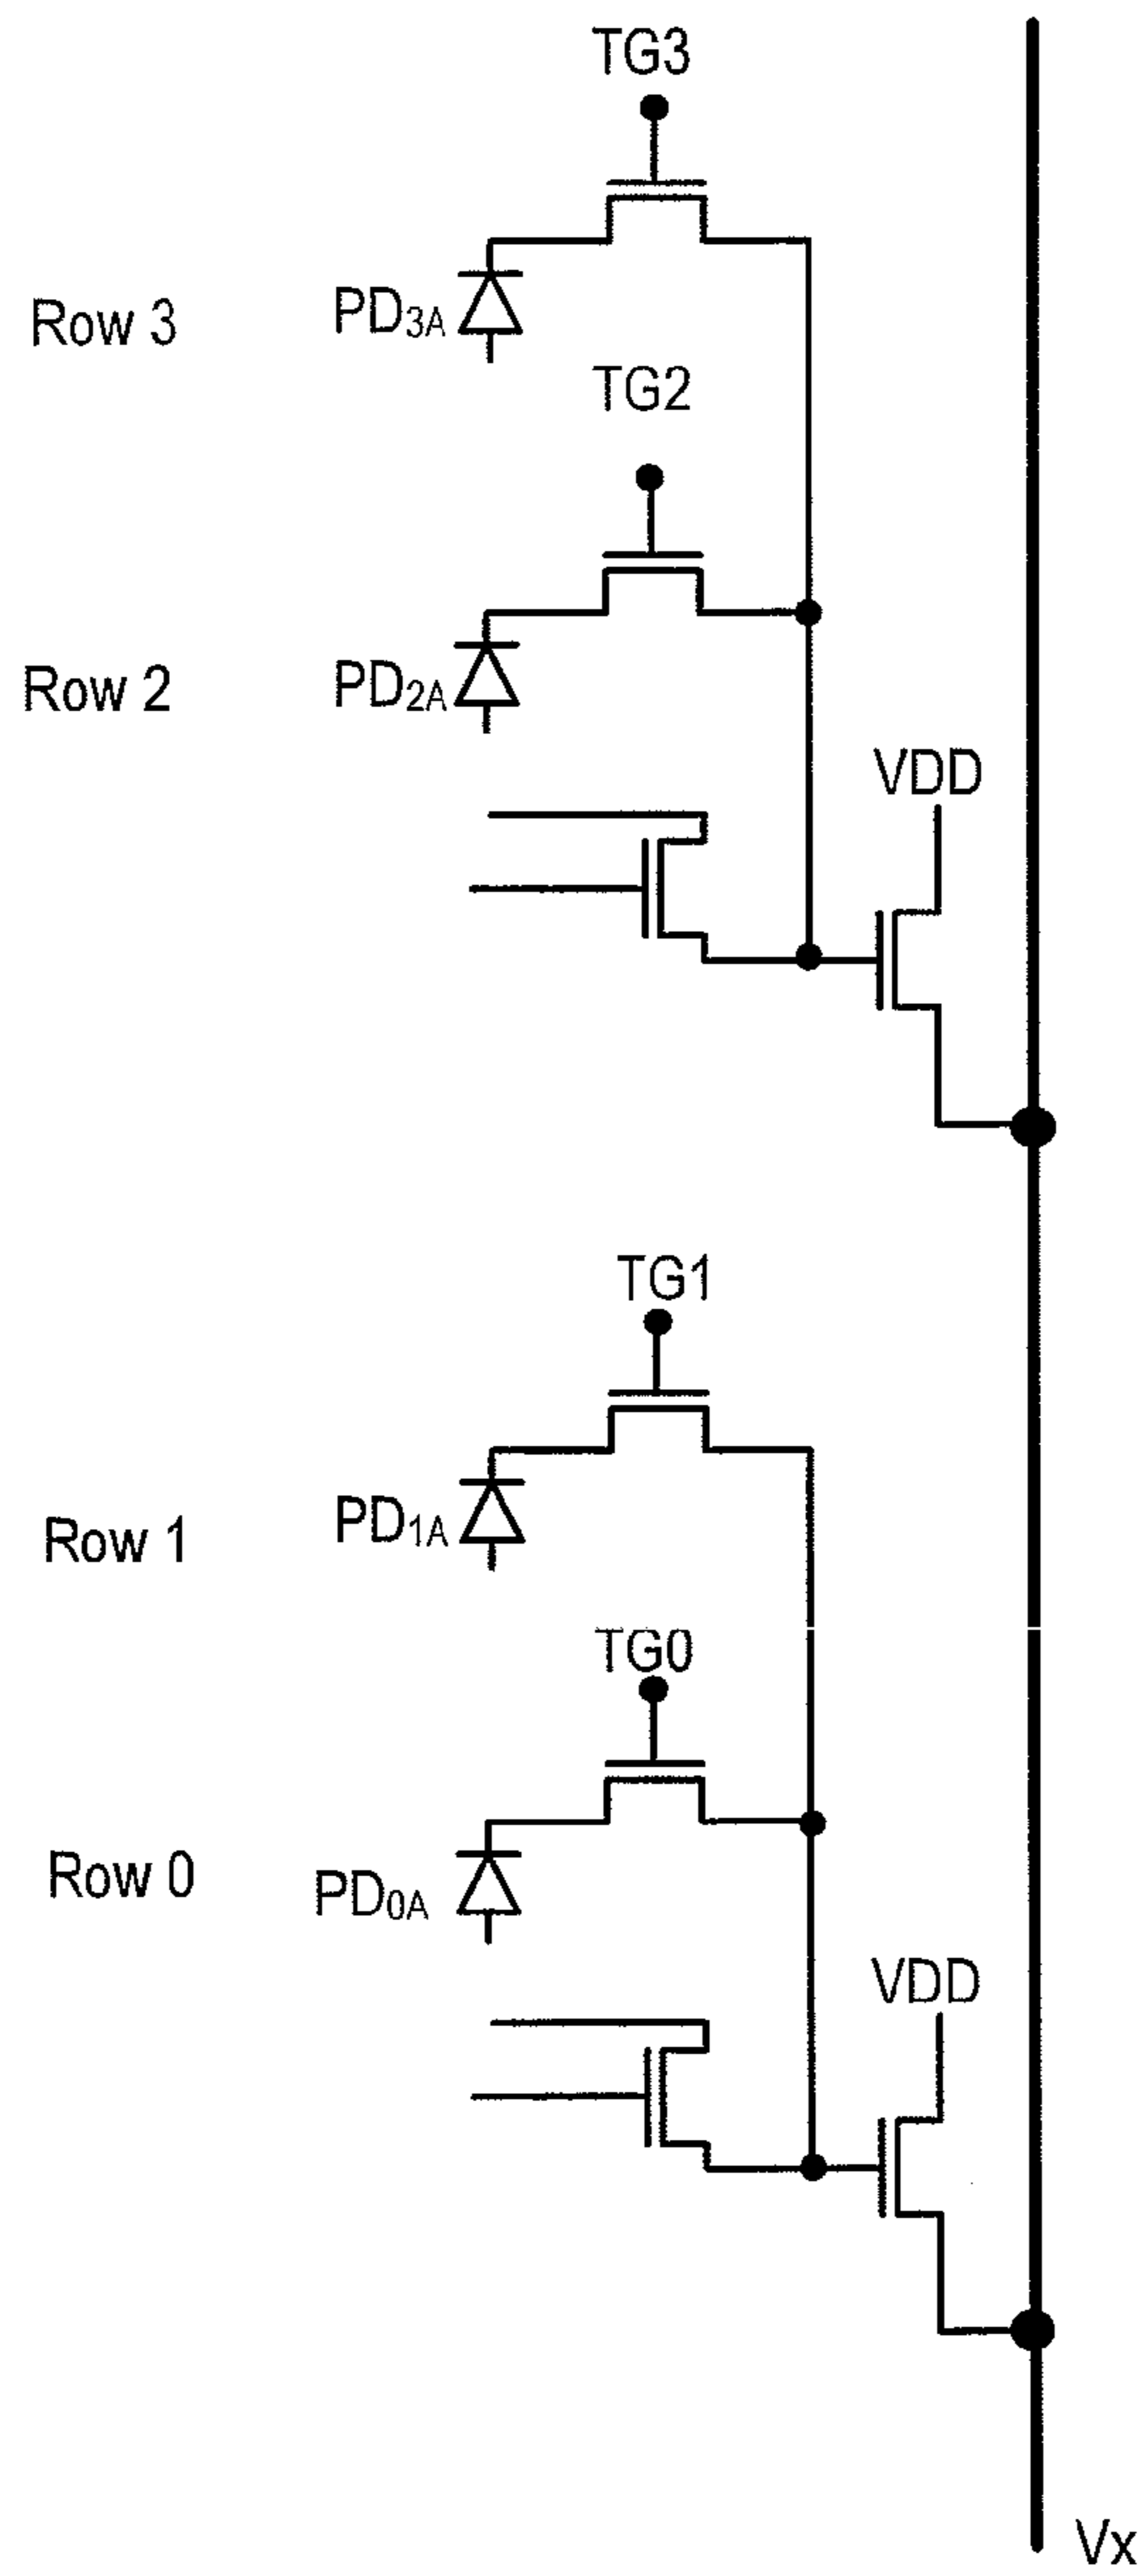 TG3
Row 3
PD3A
TG2
Row 2
PD2A
VDD
TG1
Row 1
PD1A
TG0
Row 0
PD0A
VDD
Vx